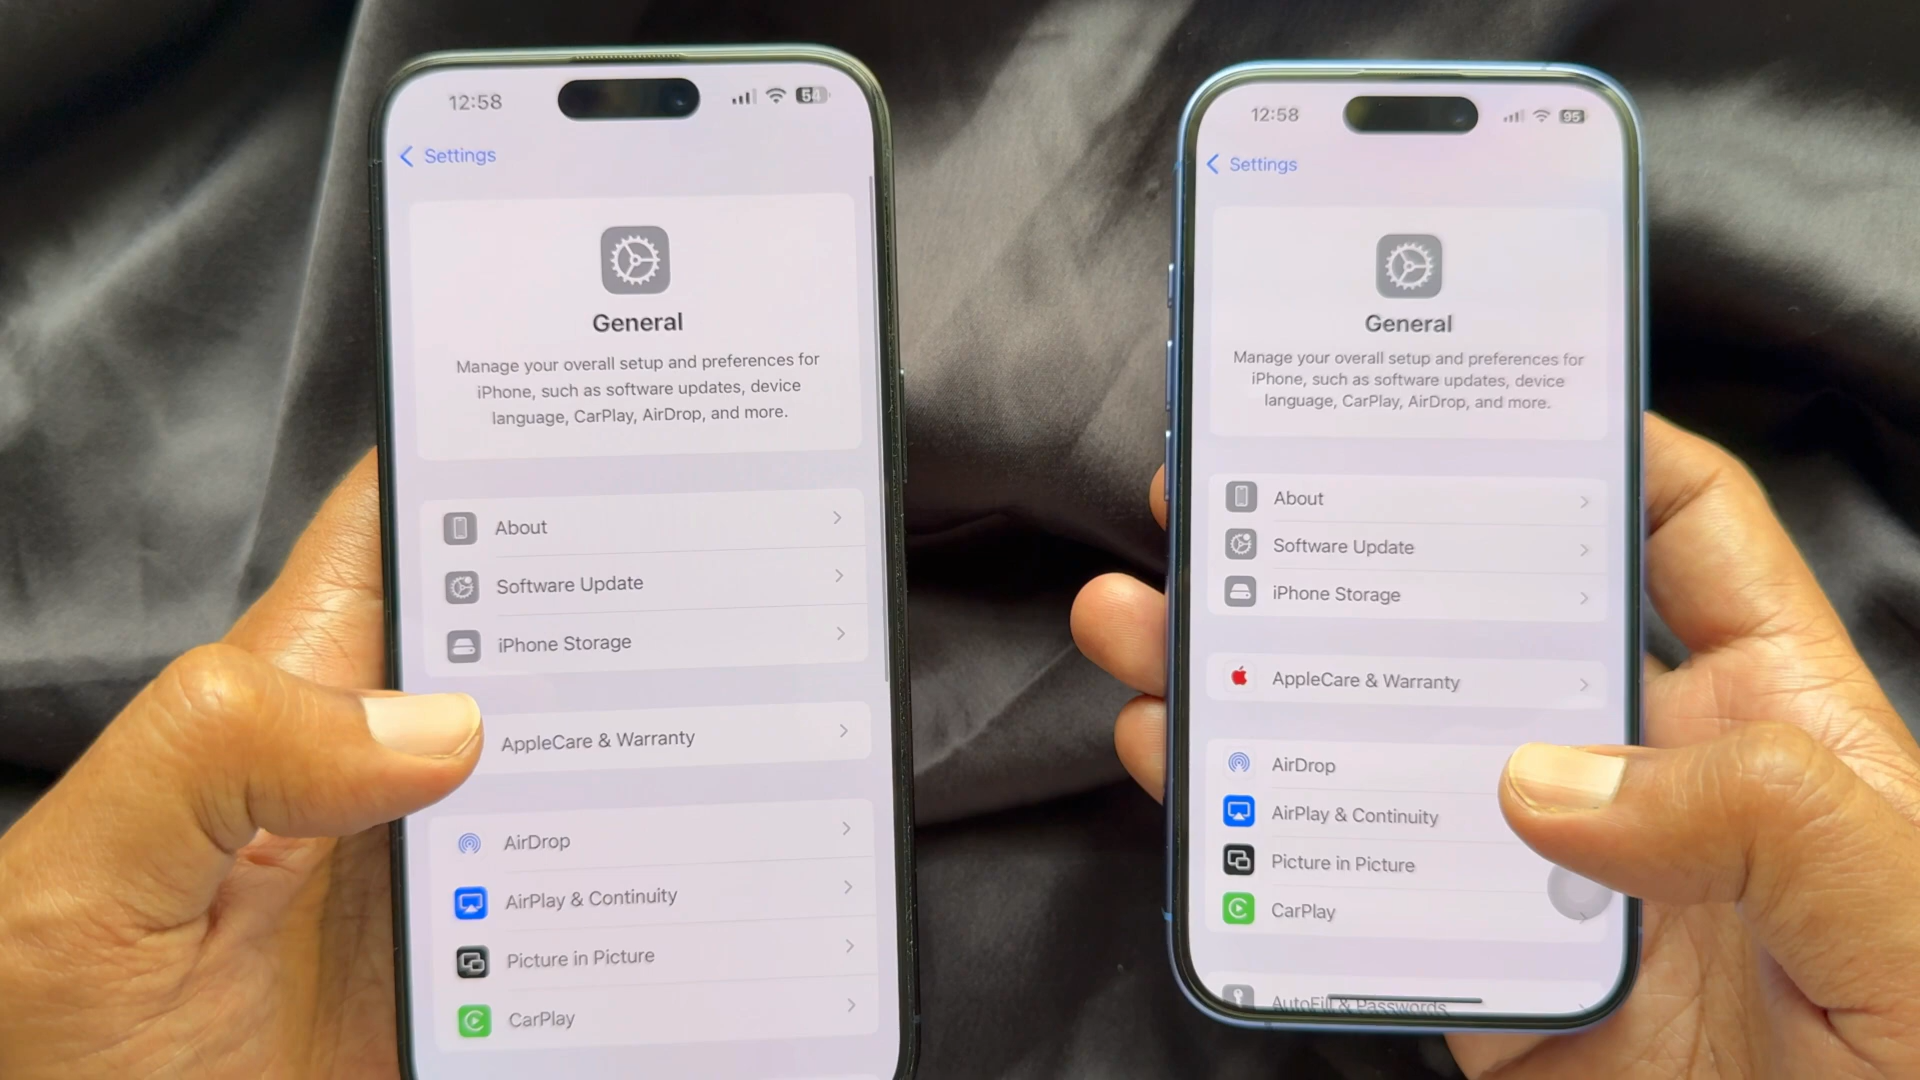 12:58
54
Settings
General
Manage your overall setup and preferences for
iPhone, such as software updates, device
language, CarPlay, AirDrop, and more.
About
Software Update
iPhone Storage
AppleCare & Warranty
AirDrop
AirPlay & Continuity
Picture in Picture
CarPlay
12:58
95
Settings
General
Manage your overall setup and preferences for
iPhone, such as software updates, device
language, CarPlay, AirDrop, and more.
About
Software Update
iPhone Storage
AppleCare & Warranty
AirDrop
AirPlay & Continuity
Picture in Picture
CarPlay
AutoFill & Passwords